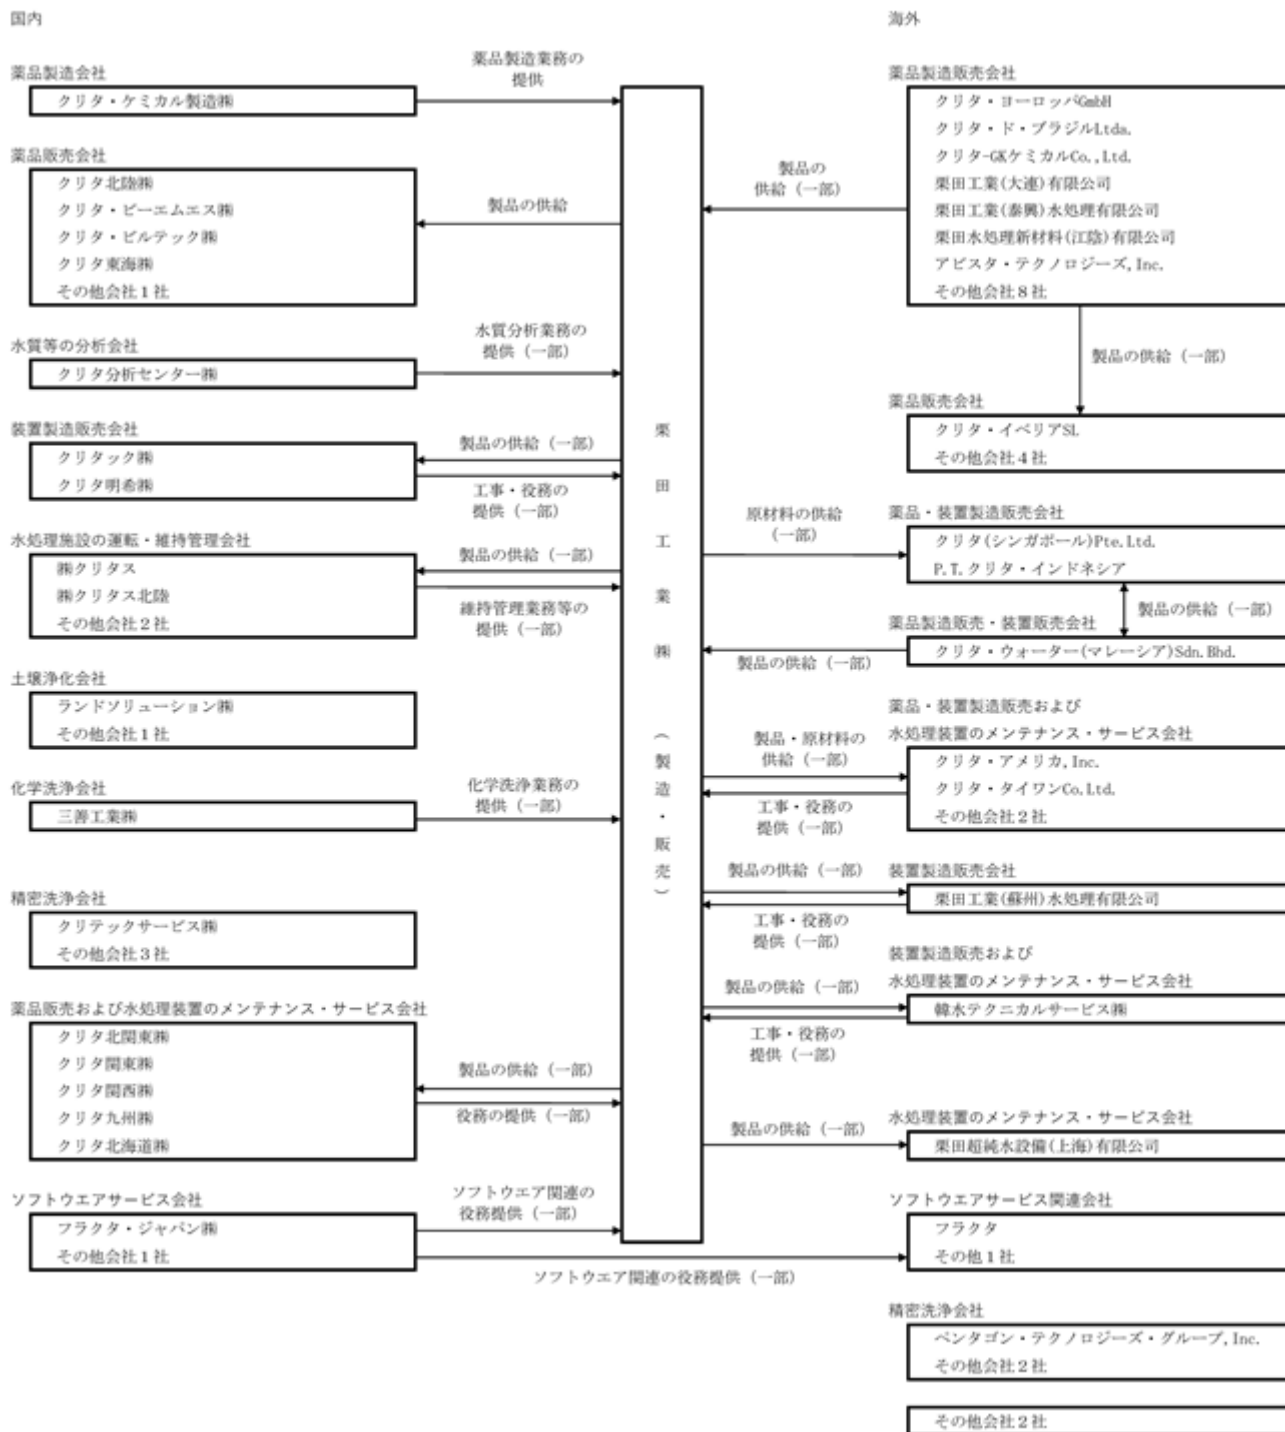 国内
薬品製造会社
クリタ・ケミカル製造㈱
薬品製造業務の
提供
薬品販売会社
クリタ北陸㈱
クリタ・ビーエムエス㈱
クリタ・ビルテック㈱
クリタ東海㈱
その他会社１社
製品の供給
水質等の分析会社
クリタ分析センター㈱
水質分析業務の
提供（一部）
装置製造販売会社
クリタック㈱
クリタ明希㈱
製品の供給（一部）
工事・役務の
提供（一部）
水処理施設の運転・維持管理会社
㈱クリタス
㈱クリタス北陸
その他会社２社
製品の供給（一部）
維持管理業務等の
提供（一部）
土壌浄化会社
ランドソリューション㈱
その他会社１社
化学洗浄会社
三善工業㈱
化学洗浄業務の
提供（一部）
精密洗浄会社
クリテックサービス㈱
その他会社３社
薬品販売および水処理装置のメンテナンス・サービス会社
クリタ北関東㈱
クリタ関東㈱
クリタ関西㈱
クリタ九州㈱
クリタ北海道㈱
製品の供給（一部）
役務の提供（一部）
ソフトウエアサービス会社
フラクタ・ジャパン㈱
その他会社１社
ソフトウエア関連の
役務提供（一部）
ソフトウエア関連の役務提供（一部）
栗田工業㈱（製造・販売）
海外
薬品製造販売会社
クリタ・ヨーロッパGmbH
クリタ・ド・ブラジルLtda.
クリタ-GKケミカルCo.,Ltd.
栗田工業(大連)有限公司
栗田工業(泰興)水処理有限公司
栗田水処理新材料(江陰)有限公司
アビスタ・テクノロジーズ,Inc.
その他会社８社
製品の
供給（一部）
製品の供給（一部）
薬品販売会社
クリタ・イベリアSL
その他会社４社
薬品・装置製造販売会社
クリタ(シンガポール)Pte.Ltd.
P.T.クリタ・インドネシア
原材料の供給
（一部）
製品の供給（一部）
薬品製造販売・装置販売会社
クリタ・ウォーター(マレーシア)Sdn.Bhd.
製品の供給（一部）
薬品・装置製造販売および
水処理装置のメンテナンス・サービス会社
クリタ・アメリカ,Inc.
クリタ・タイワンCo.Ltd.
その他会社２社
製品・原材料の
供給（一部）
工事・役務の
提供（一部）
装置製造販売会社
栗田工業(蘇州)水処理有限公司
製品の供給（一部）
工事・役務の
提供（一部）
装置製造販売および
水処理装置のメンテナンス・サービス会社
韓水テクニカルサービス㈱
製品の供給（一部）
工事・役務の
提供（一部）
水処理装置のメンテナンス・サービス会社
栗田超純水設備(上海)有限公司
製品の供給（一部）
ソフトウエアサービス関連会社
フラクタ
その他１社
精密洗浄会社
ペンタゴン・テクノロジーズ・グループ,Inc.
その他会社２社
その他会社２社